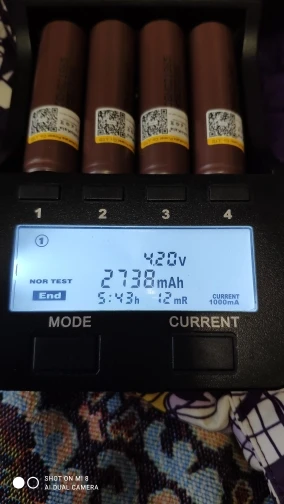 1 2 3 4
1
4.20v
NOR TEST 2738mAh
End 5:43h 12mR CURRENT 1000mA
MODE CURRENT
SHOT ON MI 8
AI DUAL CAMERA